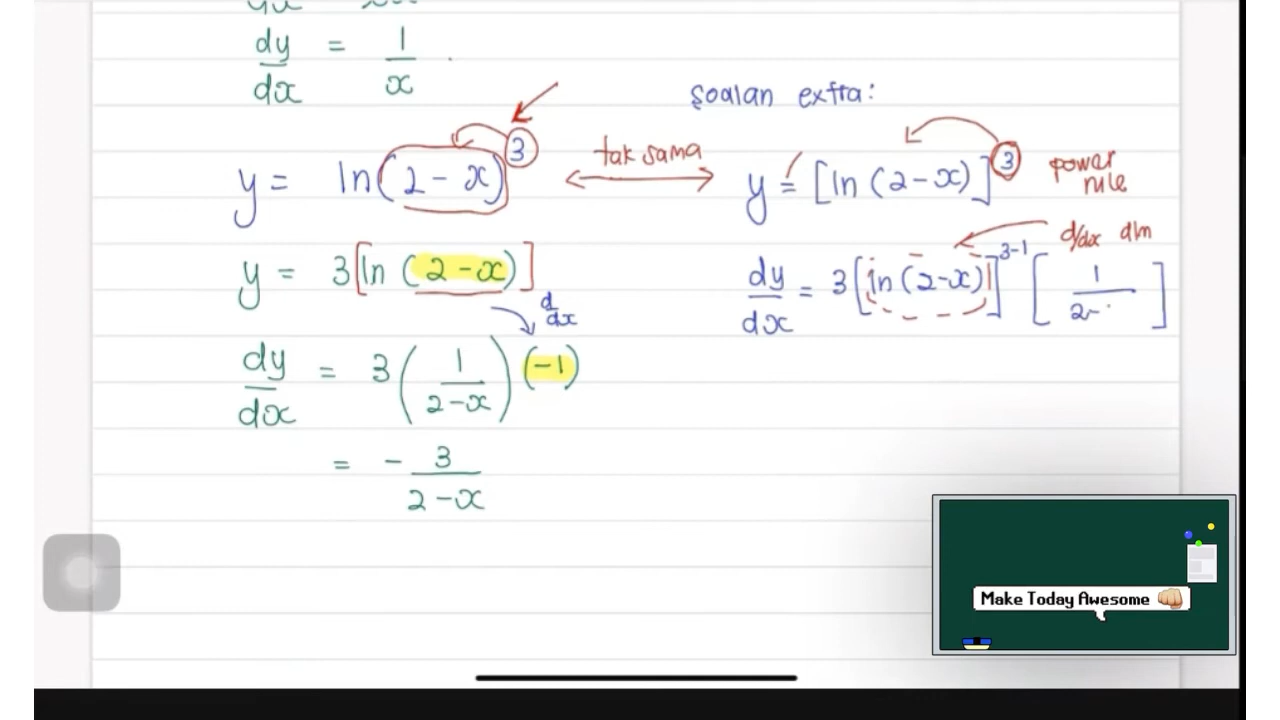 dy/dx = 1/x
soalan extra:
y = ln(2-x)^3
tak sama
y = [ln(2-x)]^3
power rule
y = 3[ln(2-x)]
d/dx
d/dx dlm
dy/dx = 3[ln(2-x)]^3-1 [1/2-
dy/dx = 3(1/2-x)(-1)
= - 3/2-x
Make Today Awesome 👊